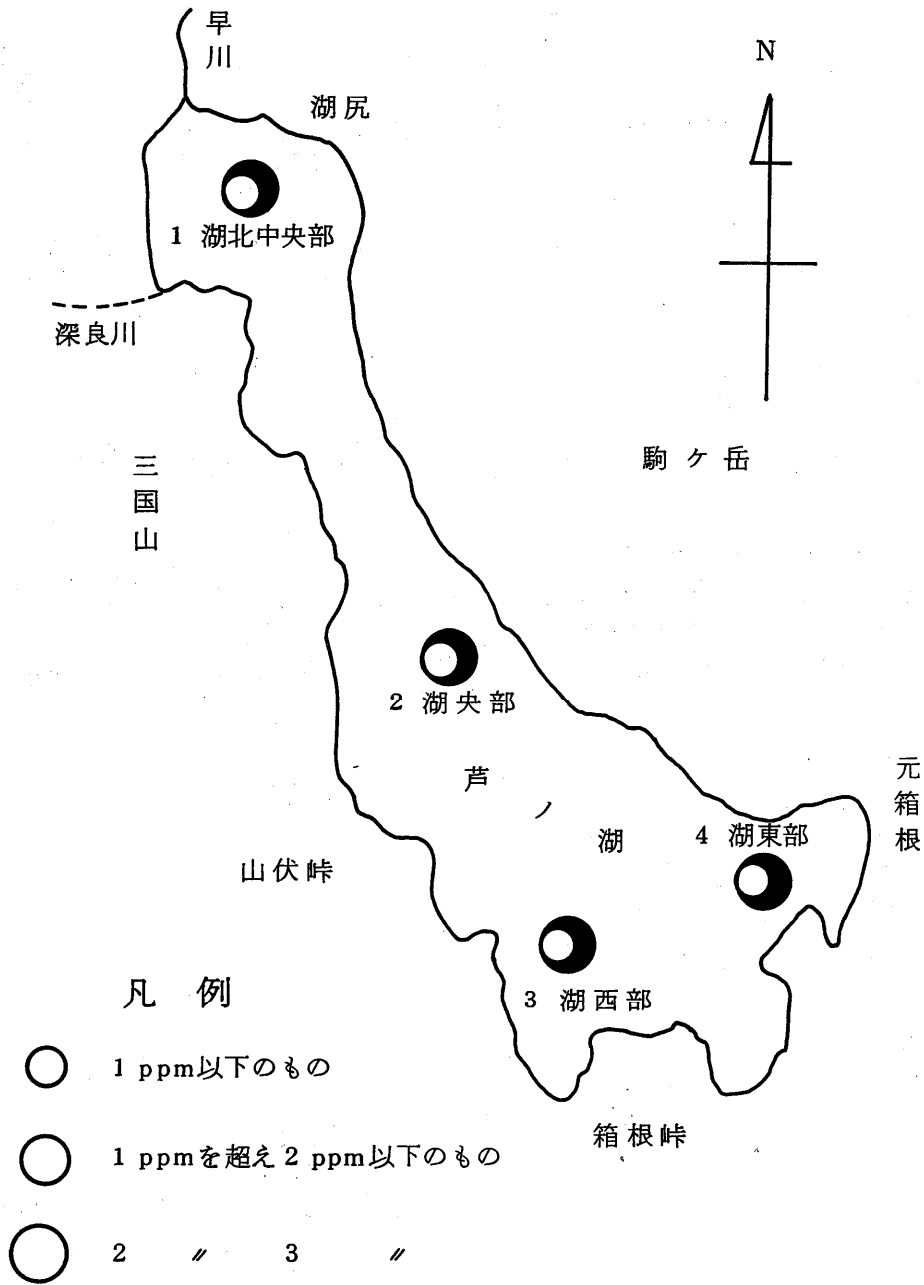 早川
湖尻
N
1 湖北中央部
深良川
三国山
駒ケ岳
2 湖央部
芦ノ湖
元箱根
4 湖東部
山伏峠
3 湖西部
箱根峠
凡 例
1 ppm以下のもの
1 ppmを超え2 ppm以下のもの
2 〃 3 〃